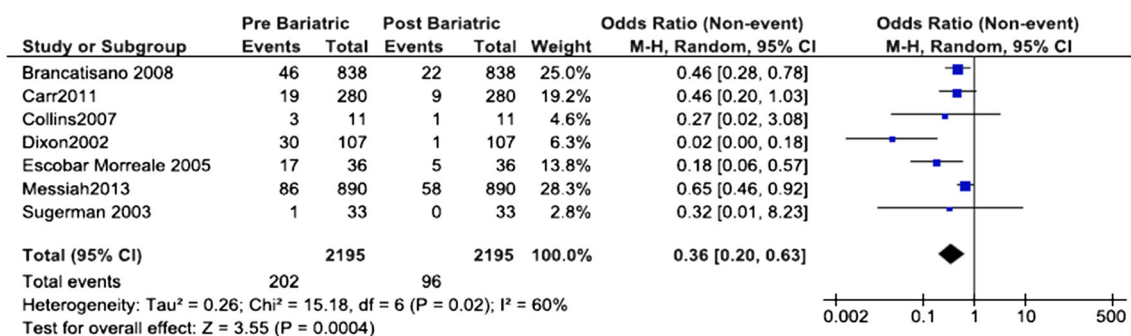 Pre Bariatric Post Bariatric Odds Ratio (Non-event) Odds Ratio (Non-event)
Study or Subgroup Events Total Events Total Weight M-H, Random, 95% CI M-H, Random, 95% CI
Brancatisano 2008 46 838 22 838 25.0% 0.46 [0.28, 0.78]
Carr2011 19 280 9 280 19.2% 0.46 [0.20, 1.03]
Collins2007 3 11 1 11 4.6% 0.27 [0.02, 3.08]
Dixon2002 30 107 1 107 6.3% 0.02 [0.00, 0.18]
Escobar Morreale 2005 17 36 5 36 13.8% 0.18 [0.06, 0.57]
Messiah2013 86 890 58 890 28.3% 0.65 [0.46, 0.92]
Sugerman 2003 1 33 0 33 2.8% 0.32 [0.01, 8.23]
Total (95% CI) 2195 2195 100.0% 0.36 [0.20, 0.63]
Total events 202 96
Heterogeneity: Tau² = 0.26; Chi² = 15.18, df = 6 (P = 0.02); I² = 60%
Test for overall effect: Z = 3.55 (P = 0.0004)
0.002 0.1 1 10 500